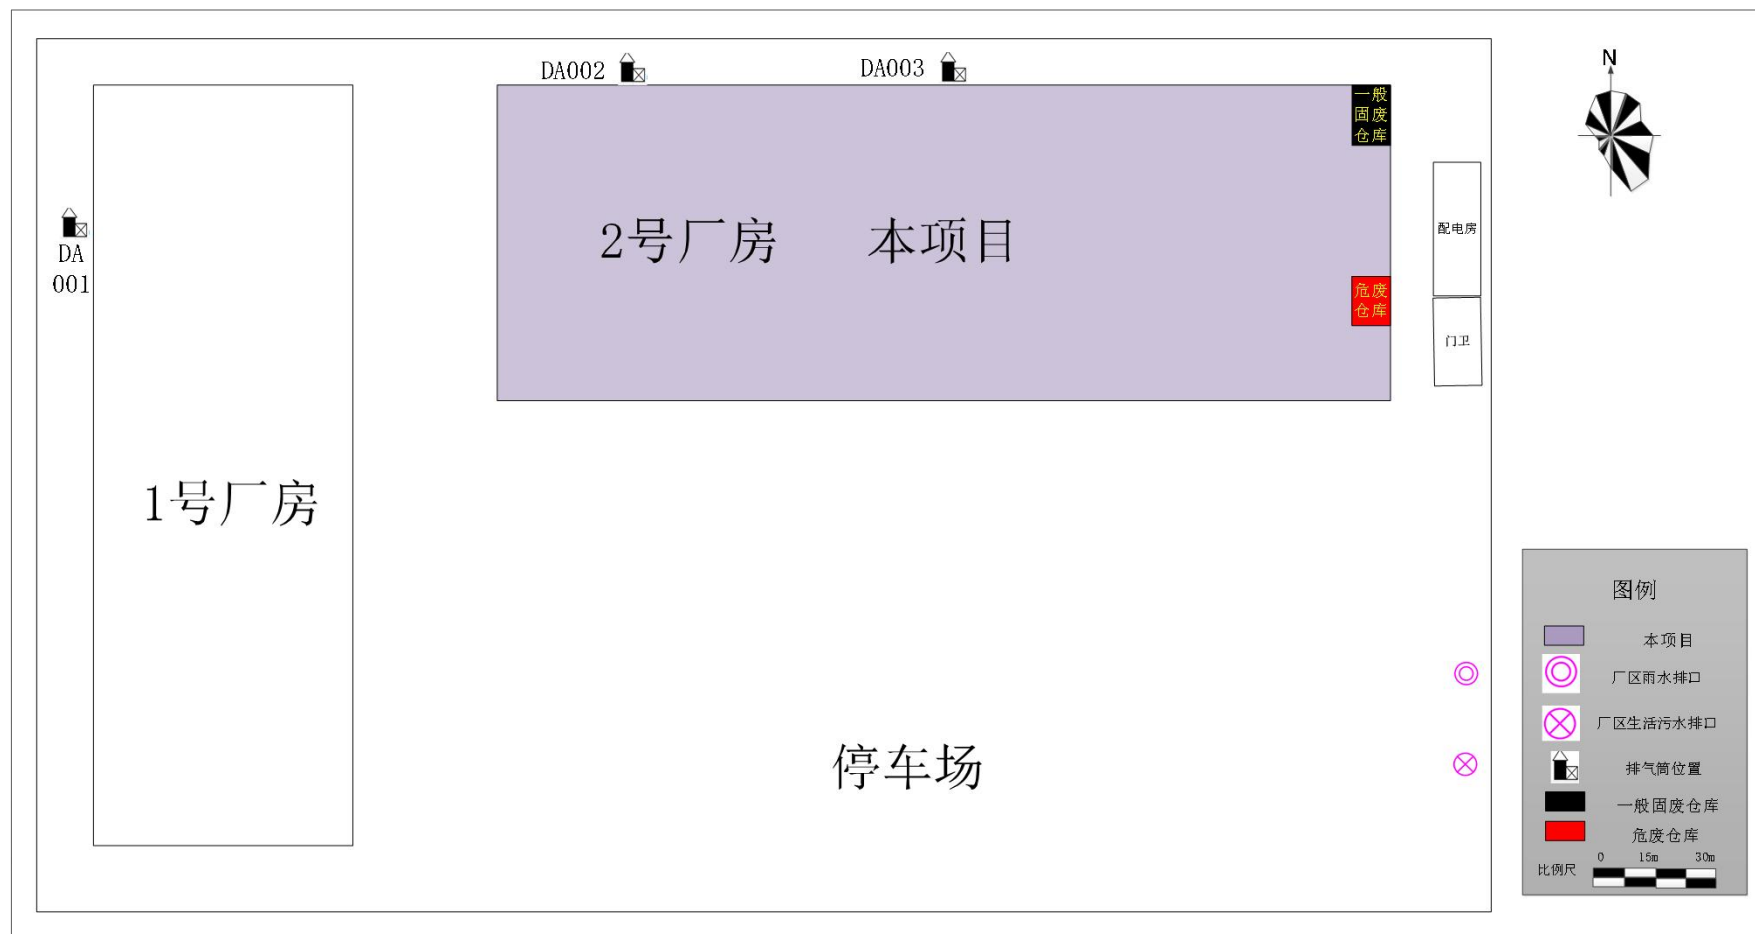 DA002
DA003
N
一般
固废
仓库
2号厂房
本项目
配电房
DA
001
危废
仓库
门卫
1号厂房
停车场
图例
本项目
厂区雨水排口
厂区生活污水排口
排气筒位置
一般固废仓库
危废仓库
比例尺
0 15m 30m